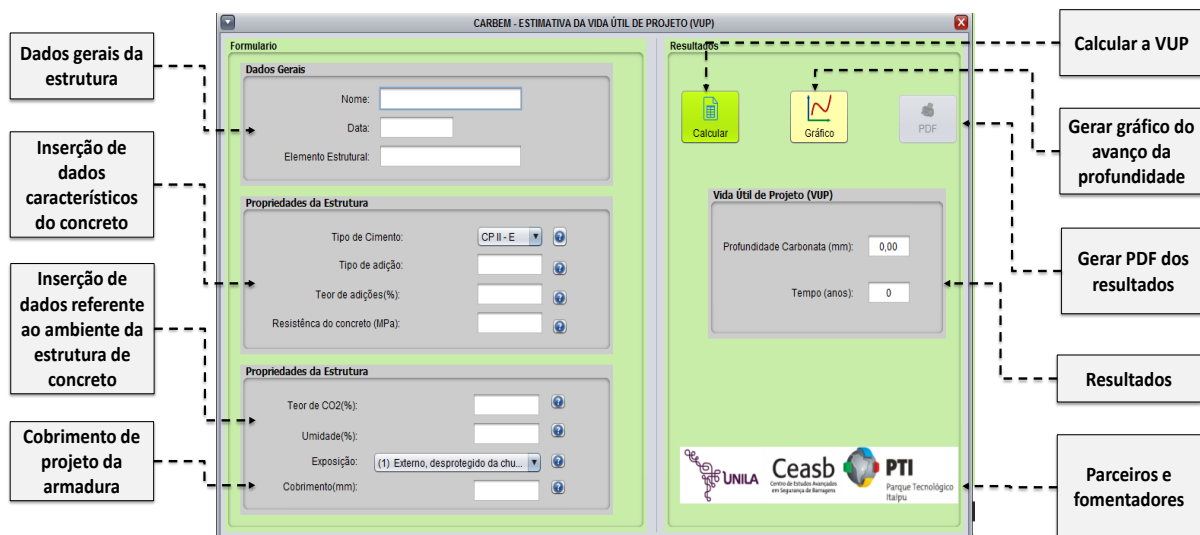 CARBEM - ESTIMATIVA DA VIDA ÚTIL DE PROJETO (VUP)
Dados gerais da
estrutura
Inserção de
dados
característicos
do concreto
Inserção de
dados referente
ao ambiente da
estrutura de
concreto
Cobrimento de
projeto da
armadura
Formulario
Dados Gerais
Nome:
Data:
Elemento Estrutural:
Propriedades da Estrutura
Tipo de Cimento:
CP II - E
Tipo de adição:
Teor de adições(%):
Resistênca do concreto (MPa):
Propriedades da Estrutura
Teor de CO2(%):
Umidade(%):
Exposição:
(1) Externo, desprotegido da chu...
Cobrimento(mm):
Resultados
Calcular
Gráfico
PDF
Vida Útil de Projeto (VUP)
Profundidade Carbonata (mm):
0,00
Tempo (anos):
0
UNILA
Ceasb
Centro de Estudos Avançados
em Segurança de Barragens
PTI
Parque Tecnológico
Itaipu
Calcular a VUP
Gerar gráfico do
avanço da
profundidade
Gerar PDF dos
resultados
Resultados
Parceiros e
fomentadores